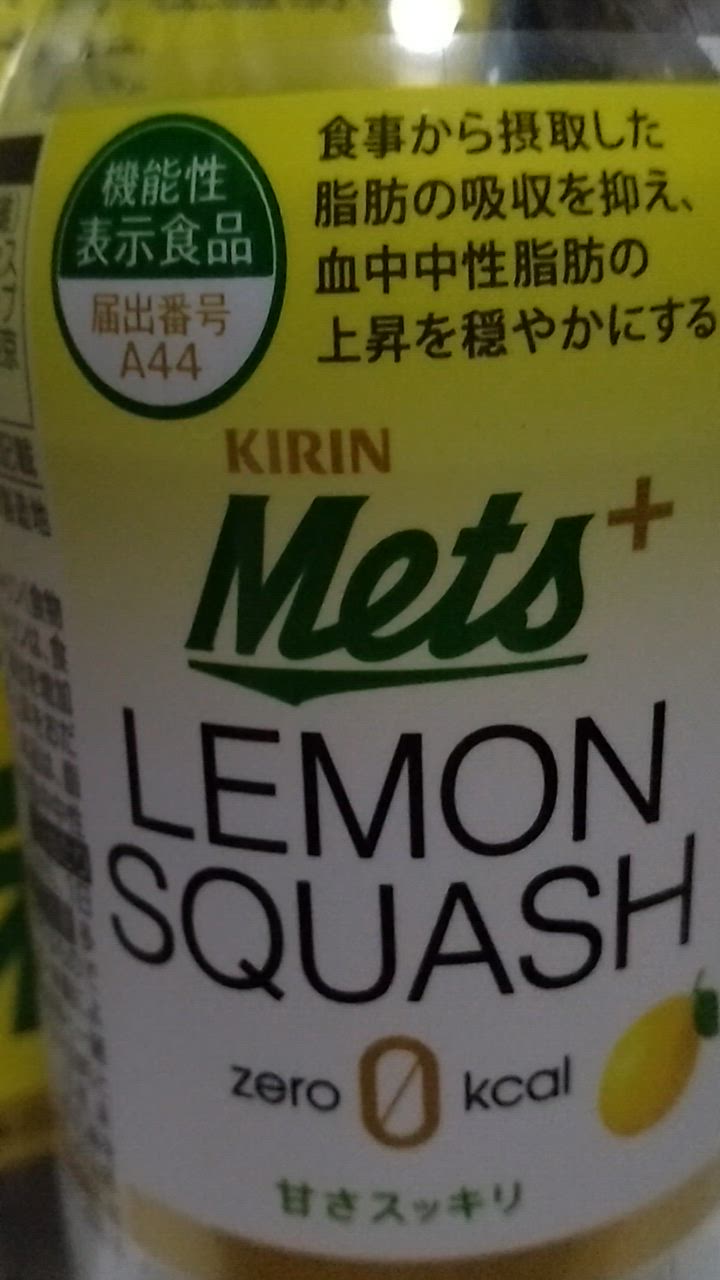 機能性
表示食品
届出番号
A44
食事から摂取した
脂肪の吸収を抑え、
血中中性脂肪の
上昇を穏やかにする
KIRIN
Mets+
LEMON
SQUASH
zero 0 kcal
甘さスッキリ